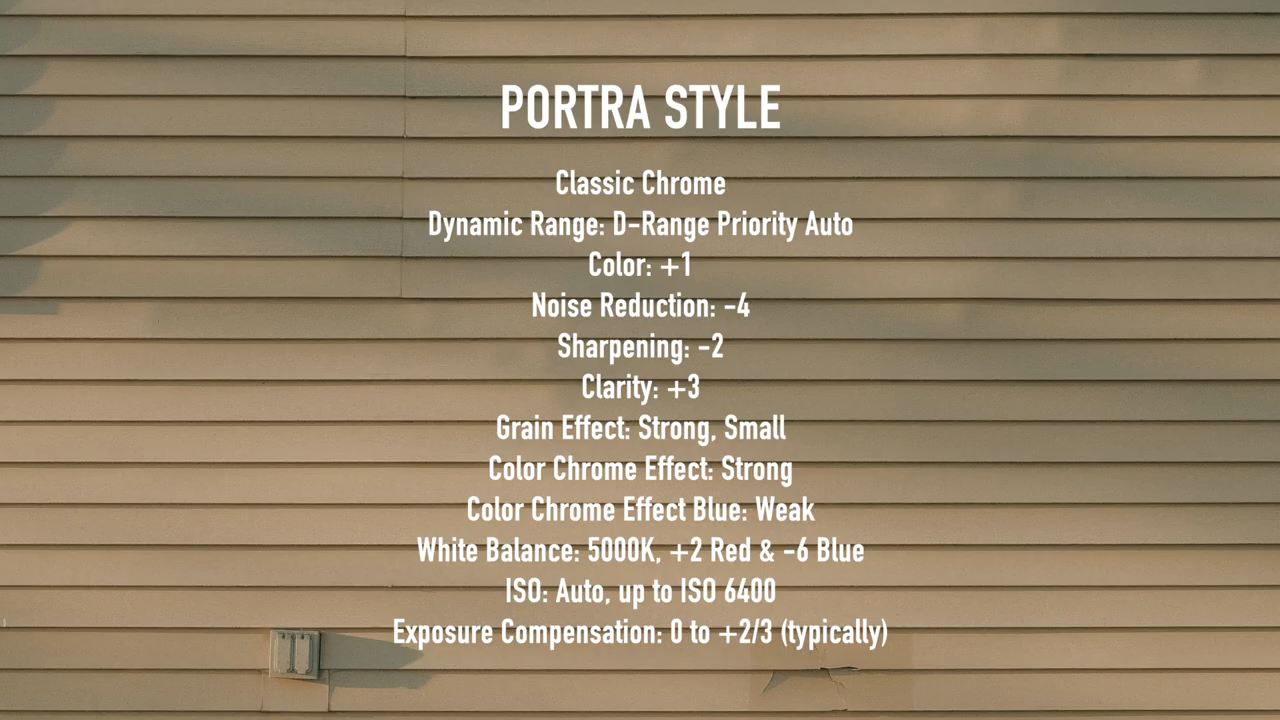 PORTRA STYLE
Classic Chrome
Dynamic Range: D-Range Priority Auto
Color: +1
Noise Reduction: -4
Sharpening: -2
Clarity: +3
Grain Effect: Strong, Small
Color Chrome Effect: Strong
Color Chrome Effect Blue: Weak
White Balance: 5000K, +2 Red & -6 Blue
ISO: Auto, up to ISO 6400
Exposure Compensation: 0 to +2/3 (typically)